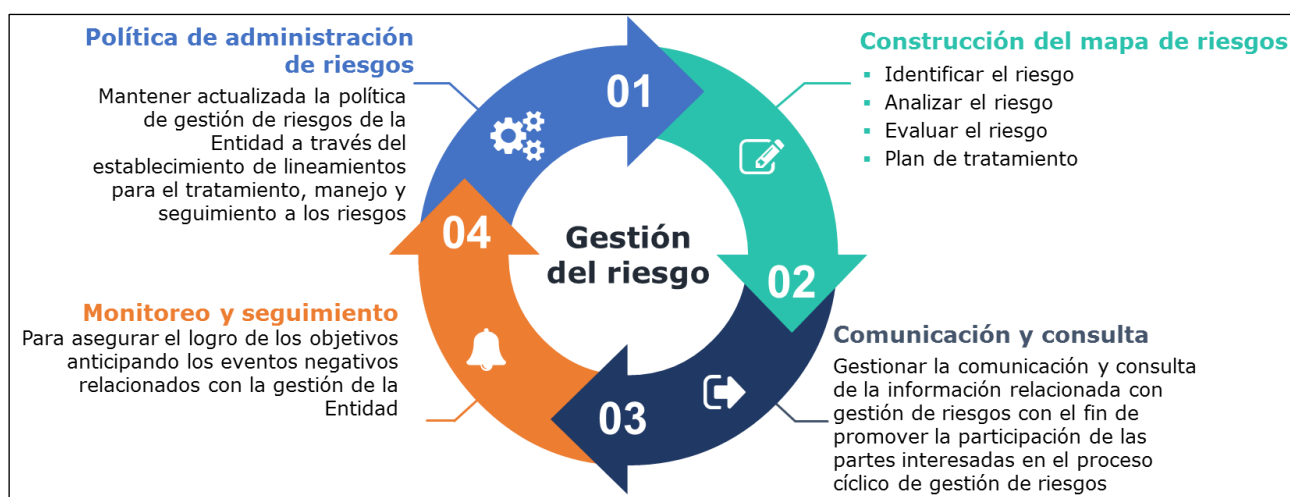 Política de administración
de riesgos
Mantener actualizada la política
de gestión de riesgos de la
Entidad a través del
establecimiento de lineamientos
para el tratamiento, manejo y
seguimiento a los riesgos
01
Construcción del mapa de riesgos
▪ Identificar el riesgo
▪ Analizar el riesgo
▪ Evaluar el riesgo
▪ Plan de tratamiento
02
Gestión
del riesgo
Comunicación y consulta
Gestionar la comunicación y consulta
de la información relacionada con
gestión de riesgos con el fin de
promover la participación de las
partes interesadas en el proceso
cíclico de gestión de riesgos
03
Monitoreo y seguimiento
Para asegurar el logro de los objetivos
anticipando los eventos negativos
relacionados con la gestión de la
Entidad
04